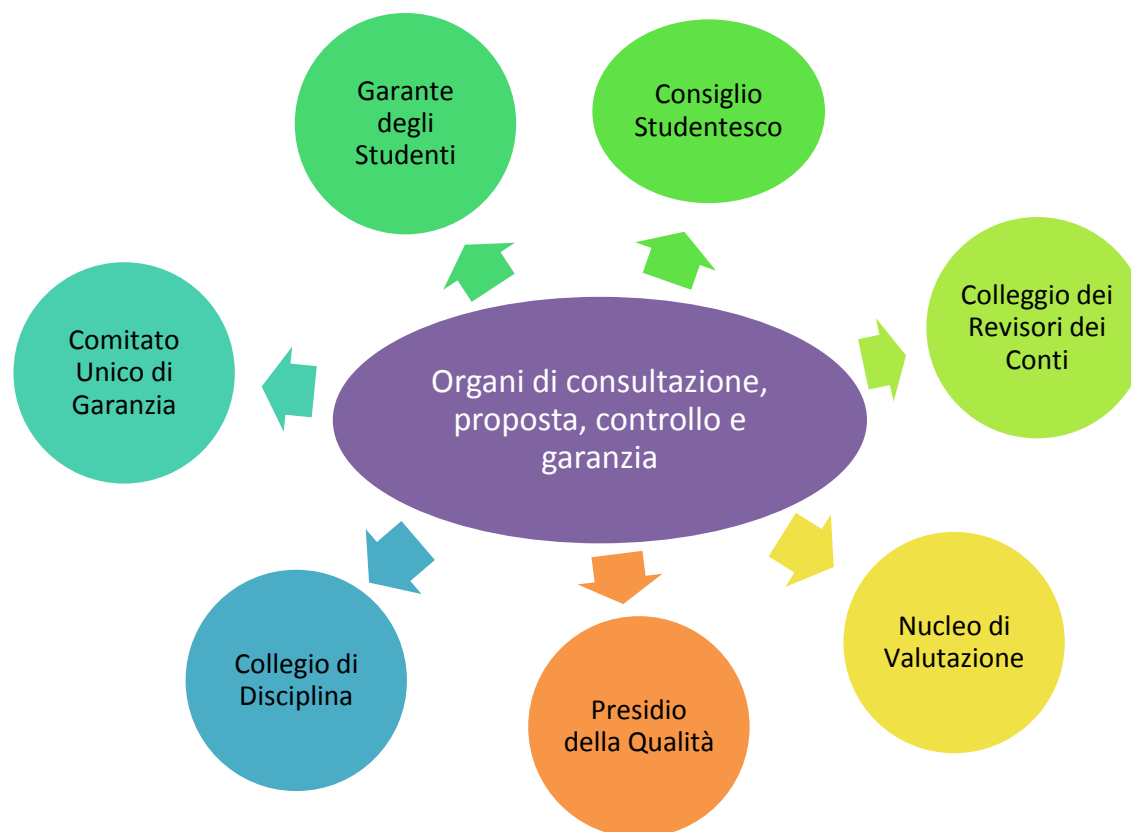 Garante
degli
Studenti
Consiglio
Studentesco
Colleggio dei
Revisori dei
Conti
Comitato
Unico di
Garanzia
Organi di consultazione,
proposta, controllo e
garanzia
Nucleo di
Valutazione
Collegio di
Disciplina
Presidio
della Qualità